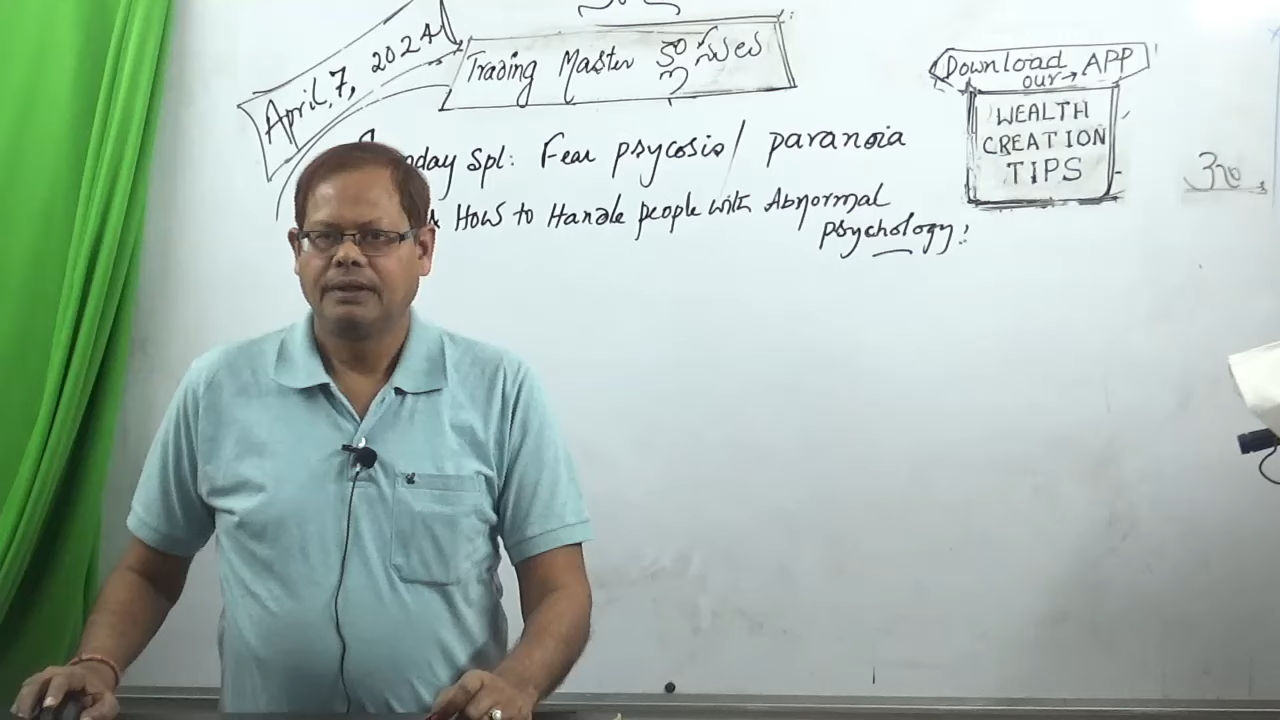 April, 7, 2024
Trading Master క్లాసులు
day Spl: Fear psycosis/ paranoia
How to Handle people with Abnormal
psychology!
Download
our → APP
WEALTH
CREATION
TIPS